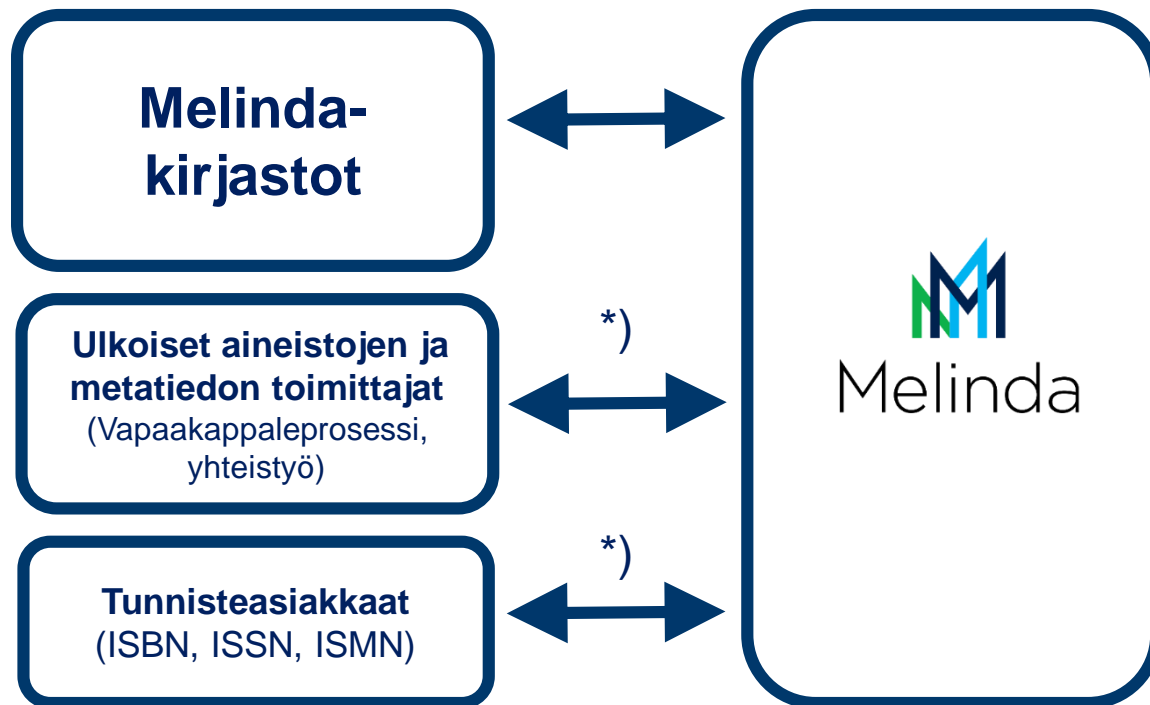 Melinda-
kirjastot
Ulkoiset aineistojen ja
metatiedon toimittajat
(Vapaakappaleprosessi,
yhteistyö)
*)
Tunnisteasiakkaat
(ISBN, ISSN, ISMN)
*)
Melinda